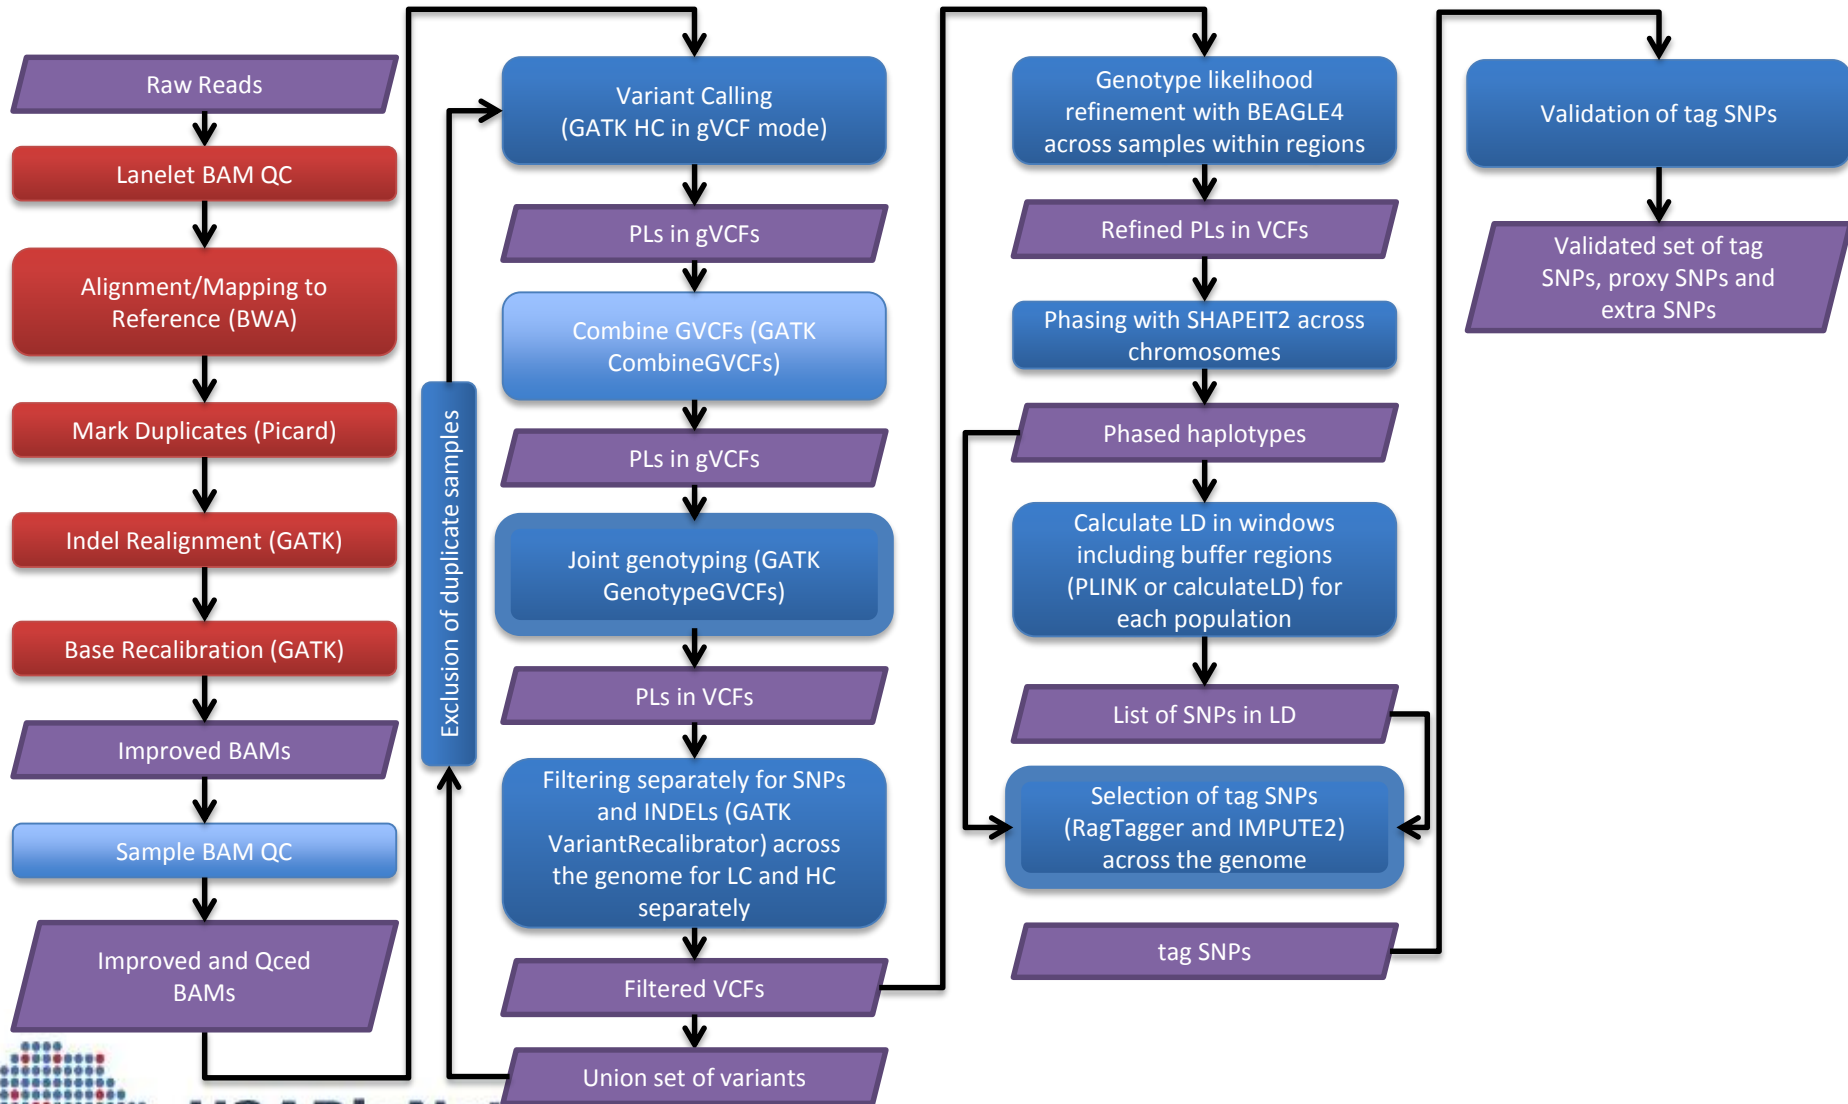 Raw Reads
Lanelet BAM QC
Alignment/Mapping to
Reference (BWA)
Mark Duplicates (Picard)
Indel Realignment (GATK)
Base Recalibration (GATK)
Improved BAMs
Sample BAM QC
Improved and Qced
BAMs
Exclusion of duplicate samples
Variant Calling
(GATK HC in gVCF mode)
PLs in gVCFs
Combine GVCFs (GATK
CombineGVCFs)
PLs in gVCFs
Joint genotyping (GATK
GenotypeGVCFs)
PLs in VCFs
Filtering separately for SNPs
and INDELs (GATK
VariantRecalibrator) across
the genome for LC and HC
separately
Filtered VCFs
Union set of variants
Genotype likelihood
refinement with BEAGLE4
across samples within regions
Refined PLs in VCFs
Phasing with SHAPEIT2 across
chromosomes
Phased haplotypes
Calculate LD in windows
including buffer regions
(PLINK or calculateLD) for
each population
List of SNPs in LD
Selection of tag SNPs
(RagTagger and IMPUTE2)
across the genome
tag SNPs
Validation of tag SNPs
Validated set of tag
SNPs, proxy SNPs and
extra SNPs